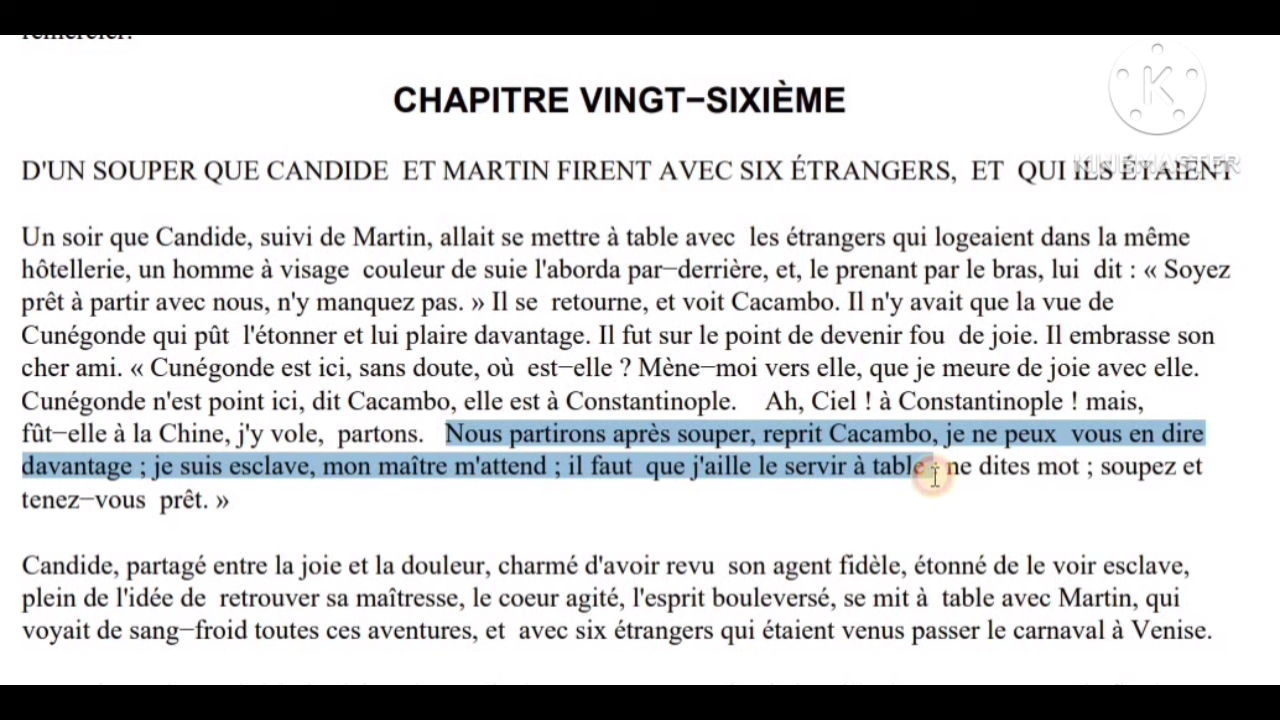 remercier.
CHAPITRE VINGT−SIXIÈME
KINEMASTER
D'UN SOUPER QUE CANDIDE ET MARTIN FIRENT AVEC SIX ÉTRANGERS, ET QUI ILS ÉTAIENT
Un soir que Candide, suivi de Martin, allait se mettre à table avec les étrangers qui logeaient dans la même
hôtellerie, un homme à visage couleur de suie l'aborda par−derrière, et, le prenant par le bras, lui dit : « Soyez
prêt à partir avec nous, n'y manquez pas. » Il se retourne, et voit Cacambo. Il n'y avait que la vue de
Cunégonde qui pût l'étonner et lui plaire davantage. Il fut sur le point de devenir fou de joie. Il embrasse son
cher ami. « Cunégonde est ici, sans doute, où est−elle ? Mène−moi vers elle, que je meure de joie avec elle.
Cunégonde n'est point ici, dit Cacambo, elle est à Constantinople. Ah, Ciel ! à Constantinople ! mais,
fût−elle à la Chine, j'y vole, partons. Nous partirons après souper, reprit Cacambo, je ne peux vous en dire
davantage ; je suis esclave, mon maître m'attend ; il faut que j'aille le servir à table ; ne dites mot ; soupez et
tenez−vous prêt. »
Candide, partagé entre la joie et la douleur, charmé d'avoir revu son agent fidèle, étonné de le voir esclave,
plein de l'idée de retrouver sa maîtresse, le coeur agité, l'esprit bouleversé, se mit à table avec Martin, qui
voyait de sang−froid toutes ces aventures, et avec six étrangers qui étaient venus passer le carnaval à Venise.